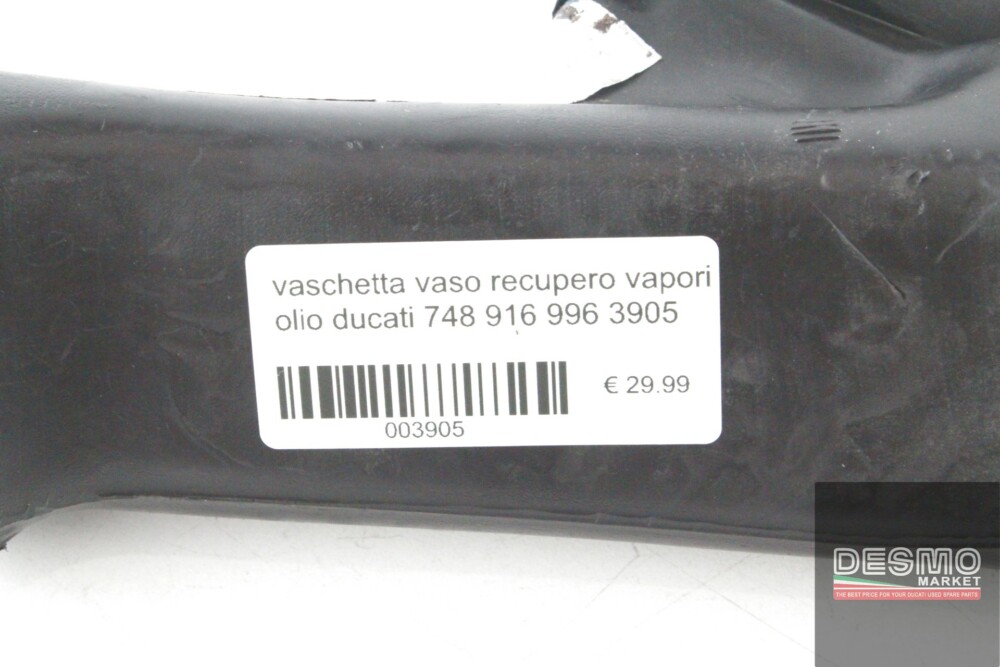 vaschetta vaso recupero vapori
olio ducati 748 916 996 3905
€ 29.99
003905
DESMO
MARKET
THE BEST PRICE FOR YOUR DUCATI USED SPARE PARTS